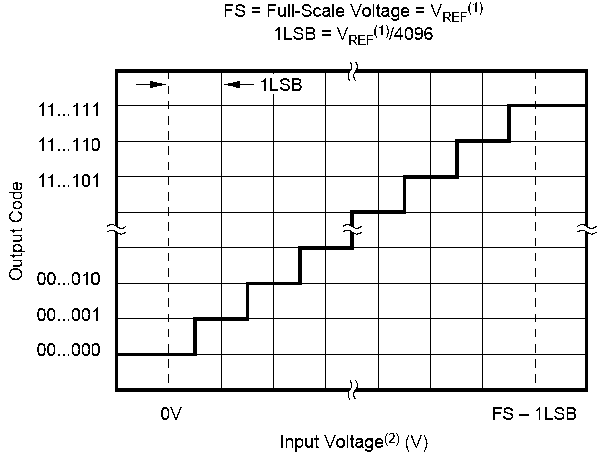 FS = Full-Scale Voltage = VREF(1)
1LSB = VREF(1)/4096
1LSB
11...111
11...110
11...101
Output Code
00...010
00...001
00...000
0V
FS – 1LSB
Input Voltage(2) (V)